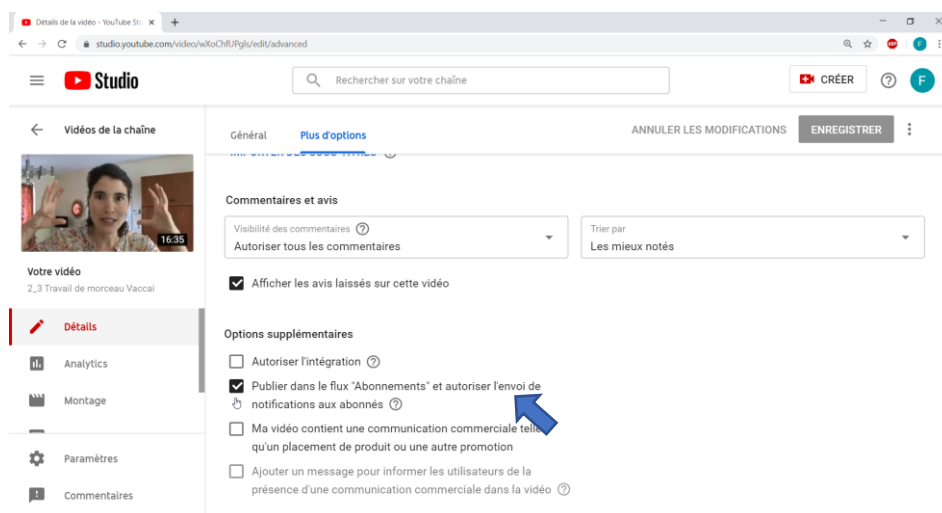 Détails de la vidéo - YouTube Stu
studio.youtube.com/video/wXoChfUPgls/edit/advanced
Studio
Rechercher sur votre chaîne
CRÉER
F
Vidéos de la chaîne
Général
Plus d'options
ANNULER LES MODIFICATIONS
ENREGISTRER
IMPORTER DES SOUS-TITRES
16:35
Votre vidéo
2_3 Travail de morceau Vaccai
Détails
Analytics
Montage
Paramètres
Commentaires
Commentaires et avis
Visibilité des commentaires
Autoriser tous les commentaires
Trier par
Les mieux notés
Afficher les avis laissés sur cette vidéo
Options supplémentaires
Autoriser l'intégration
Publier dans le flux "Abonnements" et autoriser l'envoi de
notifications aux abonnés
Ma vidéo contient une communication commerciale telle
qu'un placement de produit ou une autre promotion
Ajouter un message pour informer les utilisateurs de la
présence d'une communication commerciale dans la vidéo